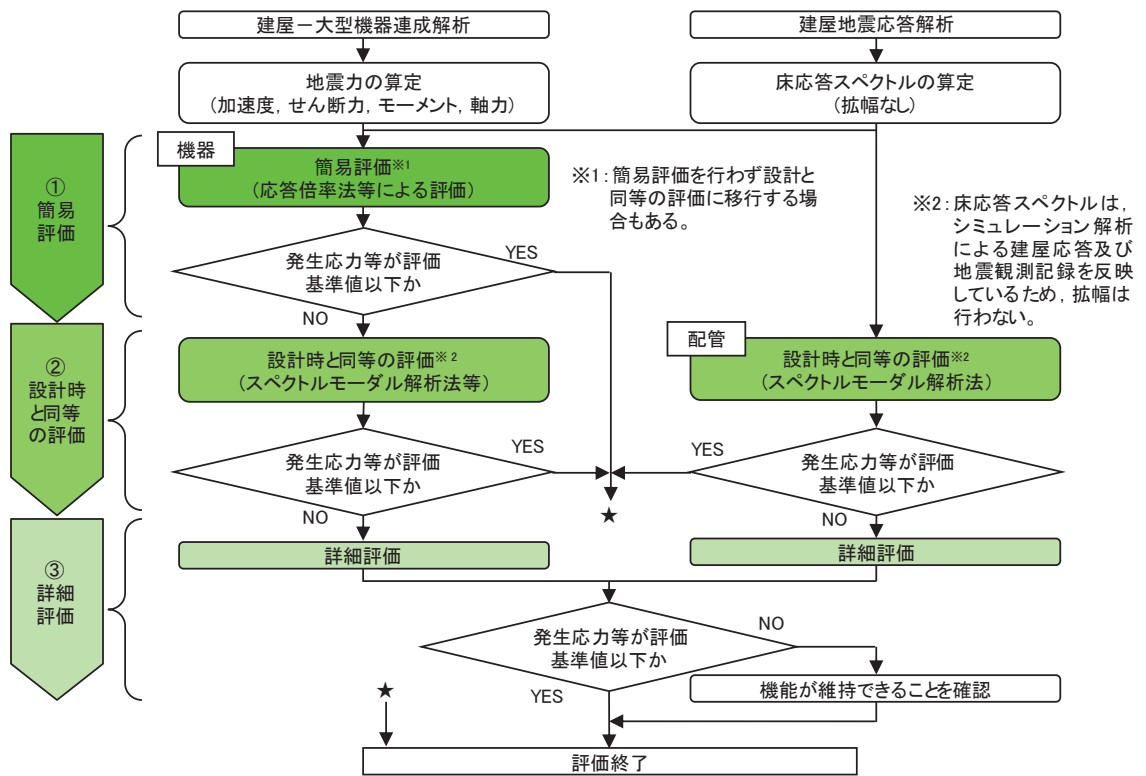 建屋－大型機器連成解析
建屋地震応答解析
地震力の算定
（加速度，せん断力，モーメント，軸力）
床応答スペクトルの算定
（拡幅なし）
①
簡易
評価
機器
簡易評価※1
（応答倍率法等による評価）
※1：簡易評価を行わず設計と
同等の評価に移行する場
合もある。
※2：床応答スペクトルは，
シミュレーション解析
による建屋応答及び
地震観測記録を反映
しているため，拡幅は
行わない。
発生応力等が評価
基準値以下か
YES
NO
②
設計時
と同等
の評価
設計時と同等の評価※2
（スペクトルモーダル解析法等）
配管
設計時と同等の評価※2
（スペクトルモーダル解析法）
発生応力等が評価
基準値以下か
YES
NO
YES
発生応力等が評価
基準値以下か
NO
★
③
詳細
評価
詳細評価
詳細評価
発生応力等が評価
基準値以下か
NO
YES
機能が維持できることを確認
★
評価終了